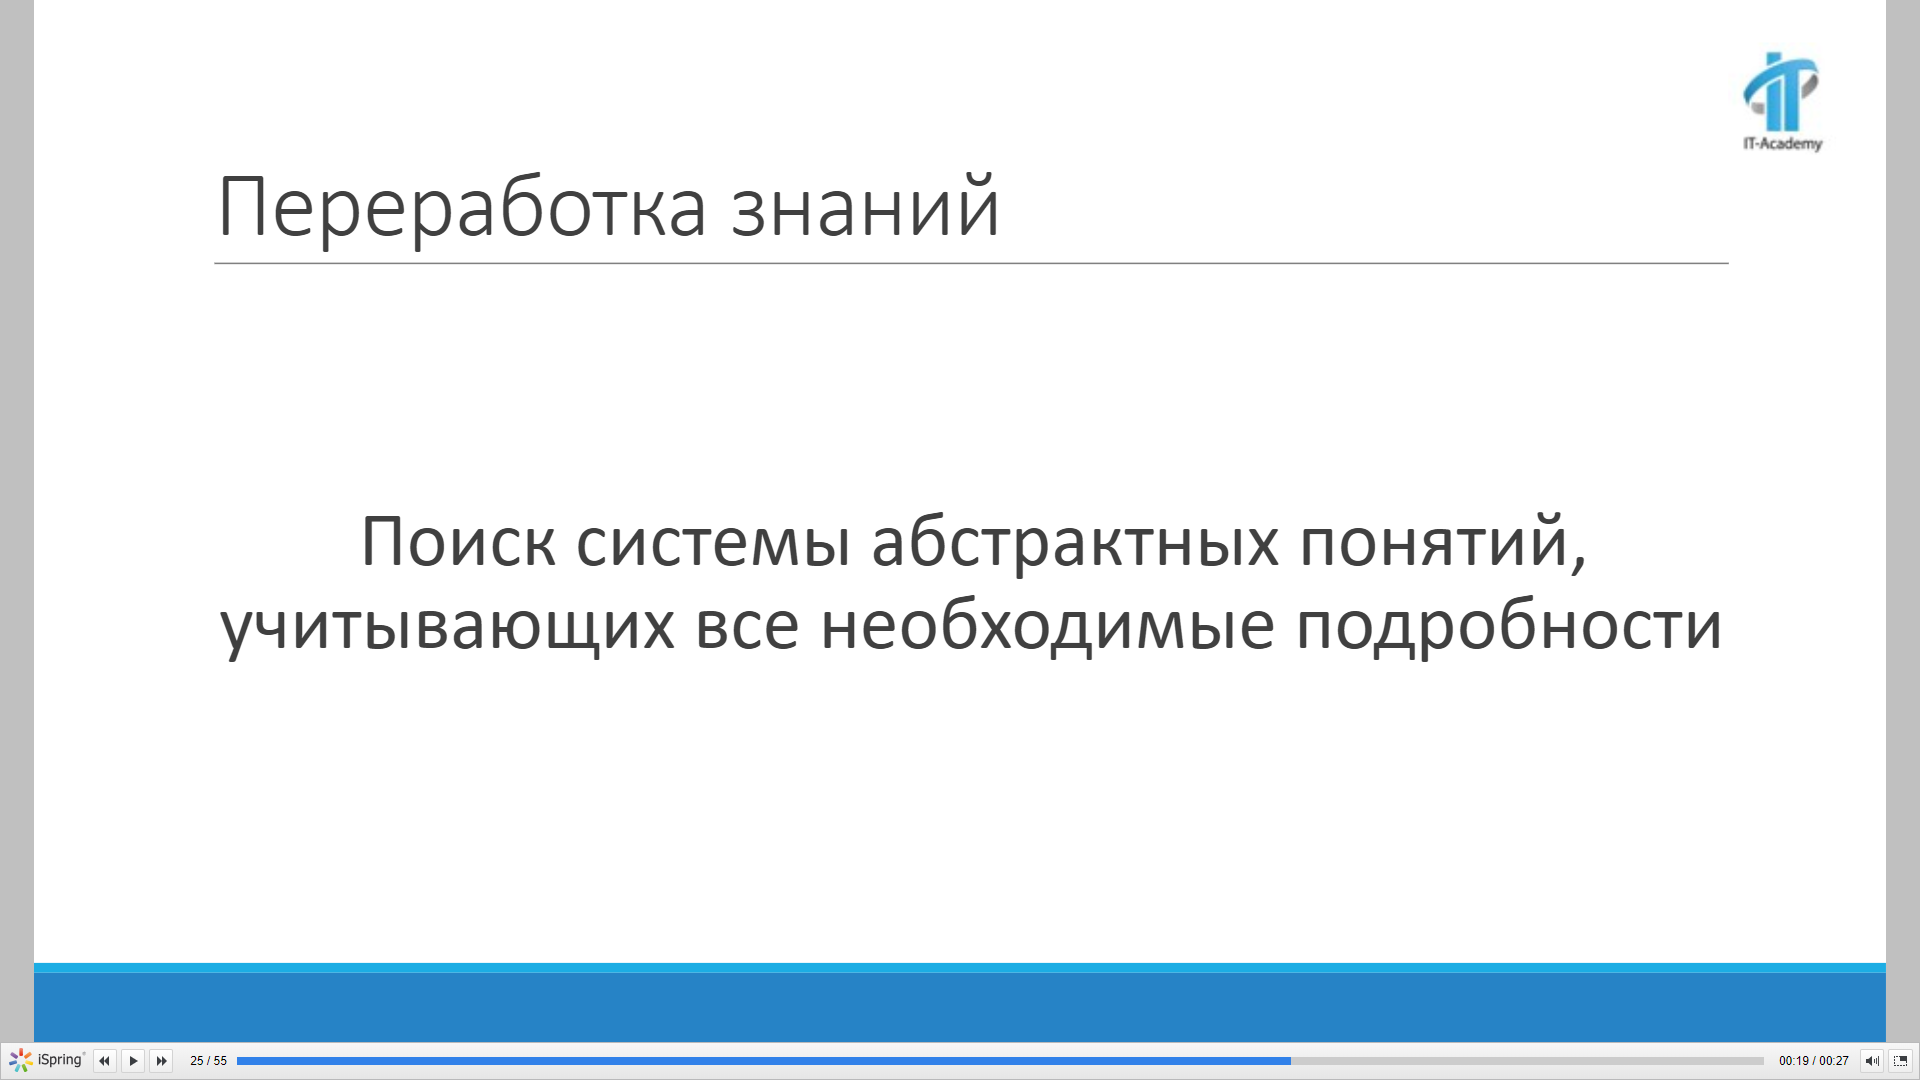 IT-Academy
Переработка знаний
Поиск системы абстрактных понятий,
учитывающих все необходимые подробности
iSpring
25 / 55
00:19 / 00:27